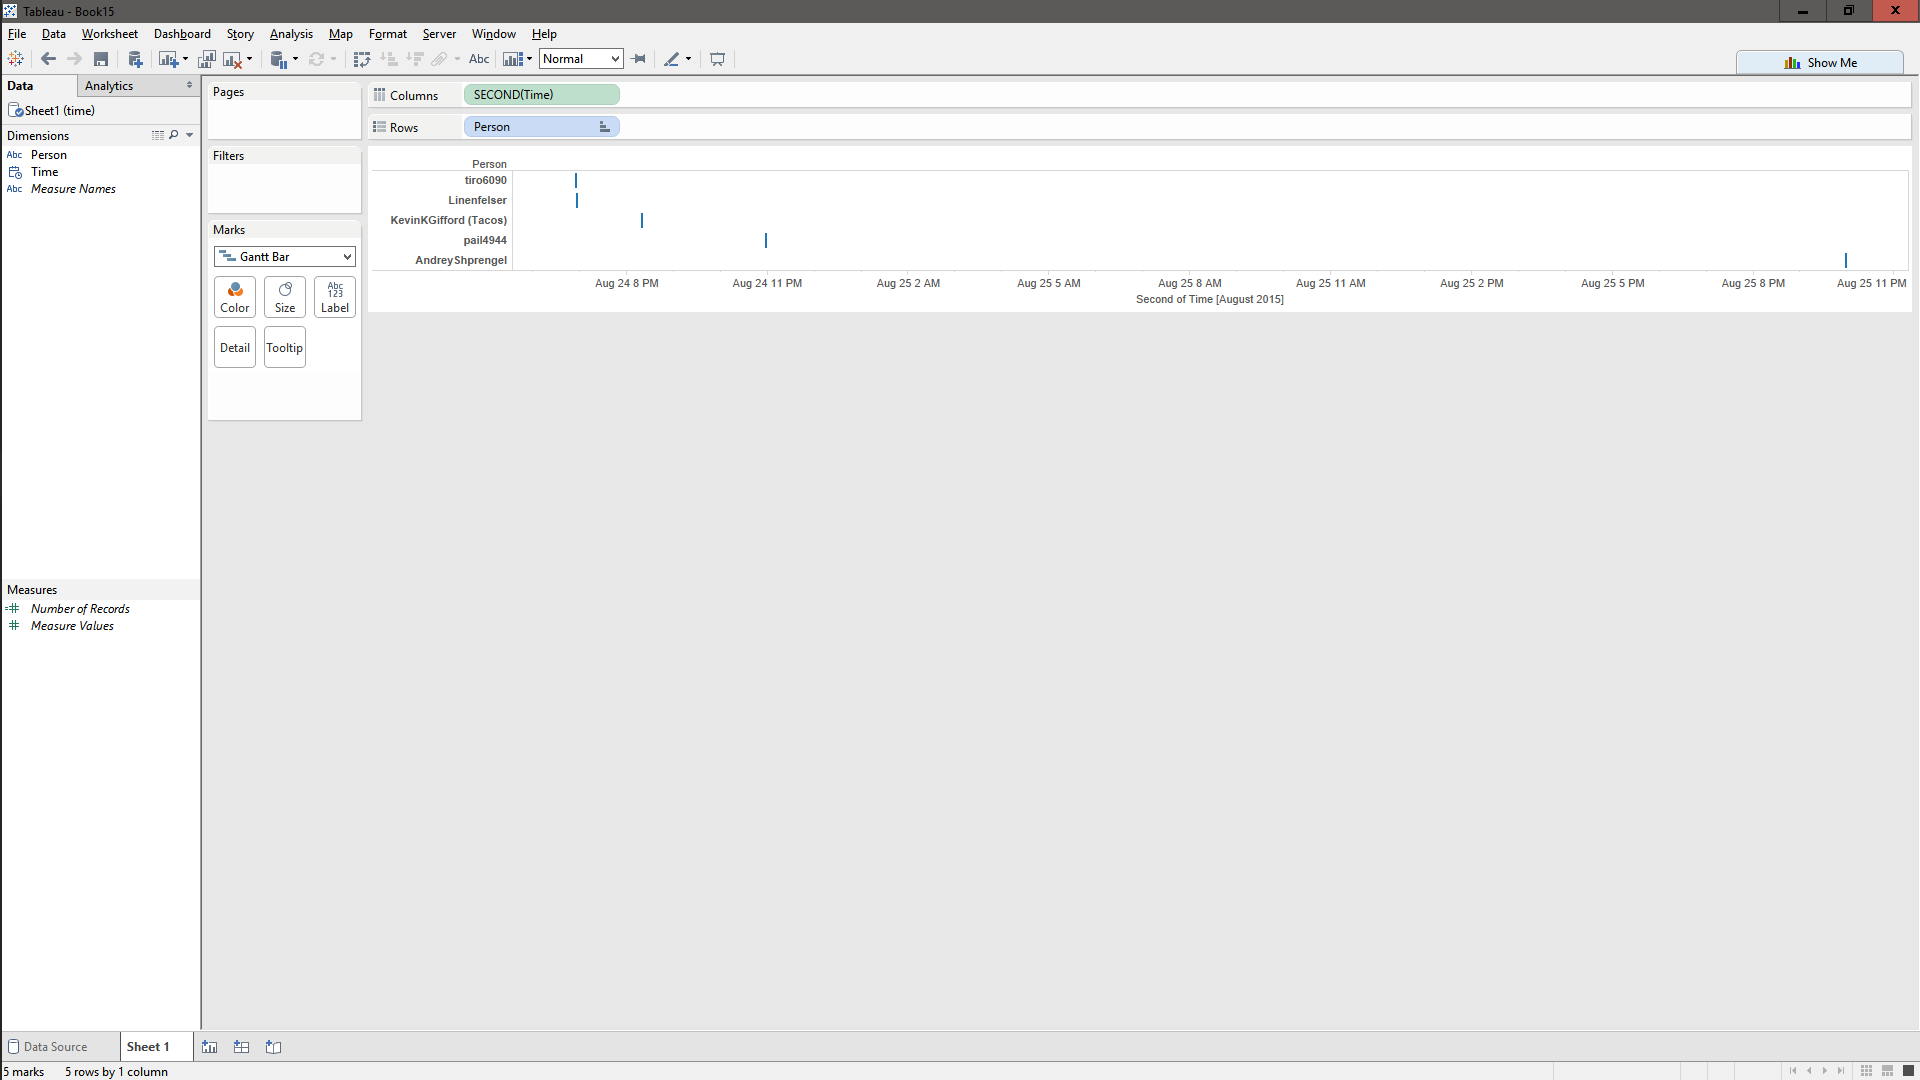 Tableau - Book15
File Data Worksheet Dashboard Story Analysis Map Format Server Window Help
Abc Normal
Show Me
Data Analytics
Sheet1 (time)
Dimensions
Abc Person
Time
Abc Measure Names
Measures
Number of Records
Measure Values
Pages
Filters
Marks
Gantt Bar
Color Size Abc 123 Label
Detail Tooltip
Columns SECOND(Time)
Rows Person
Person
tiro6090
Linenfelser
KevinKGifford (Tacos)
pail4944
AndreyShprengel
Aug 24 8 PM Aug 24 11 PM Aug 25 2 AM Aug 25 5 AM Aug 25 8 AM Aug 25 11 AM Aug 25 2 PM Aug 25 5 PM Aug 25 8 PM Aug 25 11 PM
Second of Time [August 2015]
Data Source Sheet 1
5 marks 5 rows by 1 column